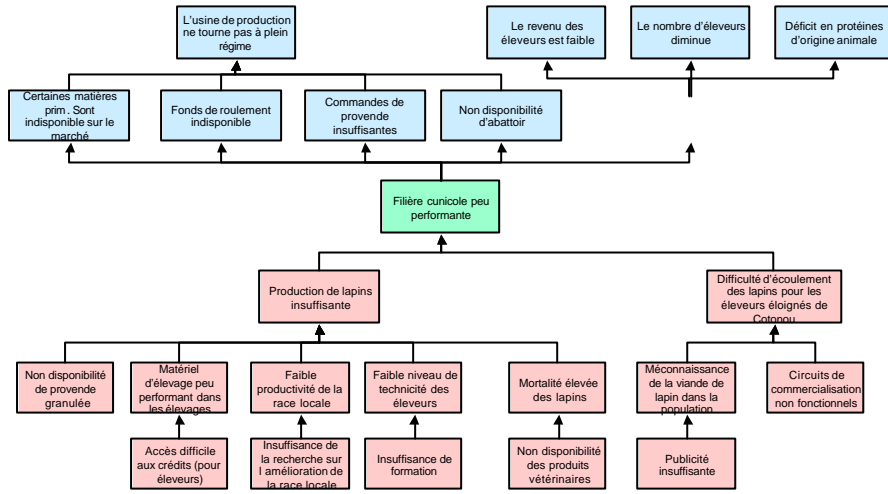 L'usine de production
ne tourne pas à plein
régime
Le revenu des
éleveurs est faible
Le nombre d'éleveurs
diminue
Déficit en protéines
d'origine animale
Certaines matières
prim . Sont
indisponible sur le
marché
Fonds de roulement
indisponible
Commandes de
provende
insuffisantes
Non disponibilité
d'abattoir
Filière cunicole peu
performante
Production de lapins
insuffisante
Difficulté d'écoulement
des lapins pour les
éleveurs éloignés de
Cotonou
Non disponibilité
de provende
granulée
Matériel
d'élevage peu
performant dans
les élevages
Faible
productivité de la
race locale
Faible niveau de
technicité des
éleveurs
Mortalité élevée
des lapins
Méconnaissance
de la viande de
lapin dans la
population
Circuits de
commercialisation
non fonctionnels
Accès difficile
aux crédits (pour
éleveurs)
Insuffisance de
la recherche sur
l amélioration de
la race locale
Insuffisance de
formation
Non disponibilité
des produits
vétérinaires
Publicité
insuffisante